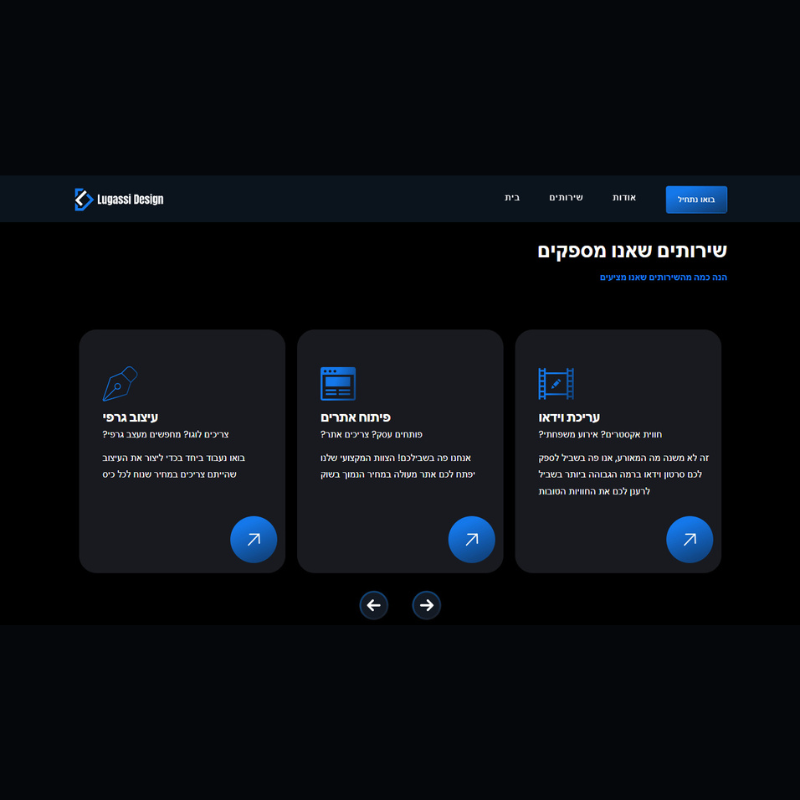 Lugassi Design
בואו נתחיל
אודות
שירותים
בית
שירותים שאנו מספקים
הנה כמה מהשירותים שאנו מציעים
עריכת וידאו
חווית אקסטרים? אירוע משפחתי?
זה לא משנה מה המאורע, אנו פה בשביל לספק
לכם סרטון וידאו ברמה הגבוהה ביותר בשביל
לרענן לכם את החוויות הטובות
פיתוח אתרים
פותחים עסק? צריכים אתר?
אנחנו פה בשבילכם! הצוות המקצועי שלנו
יפתח לכם אתר מעולה במחיר הנמוך בשוק
עיצוב גרפי
צריכים לוגו? מחפשים מעצב גרפי?
בואו נעבוד ביחד בכדי ליצור את העיצוב
שהייתם צריכים במחיר שנוח לכל כיס